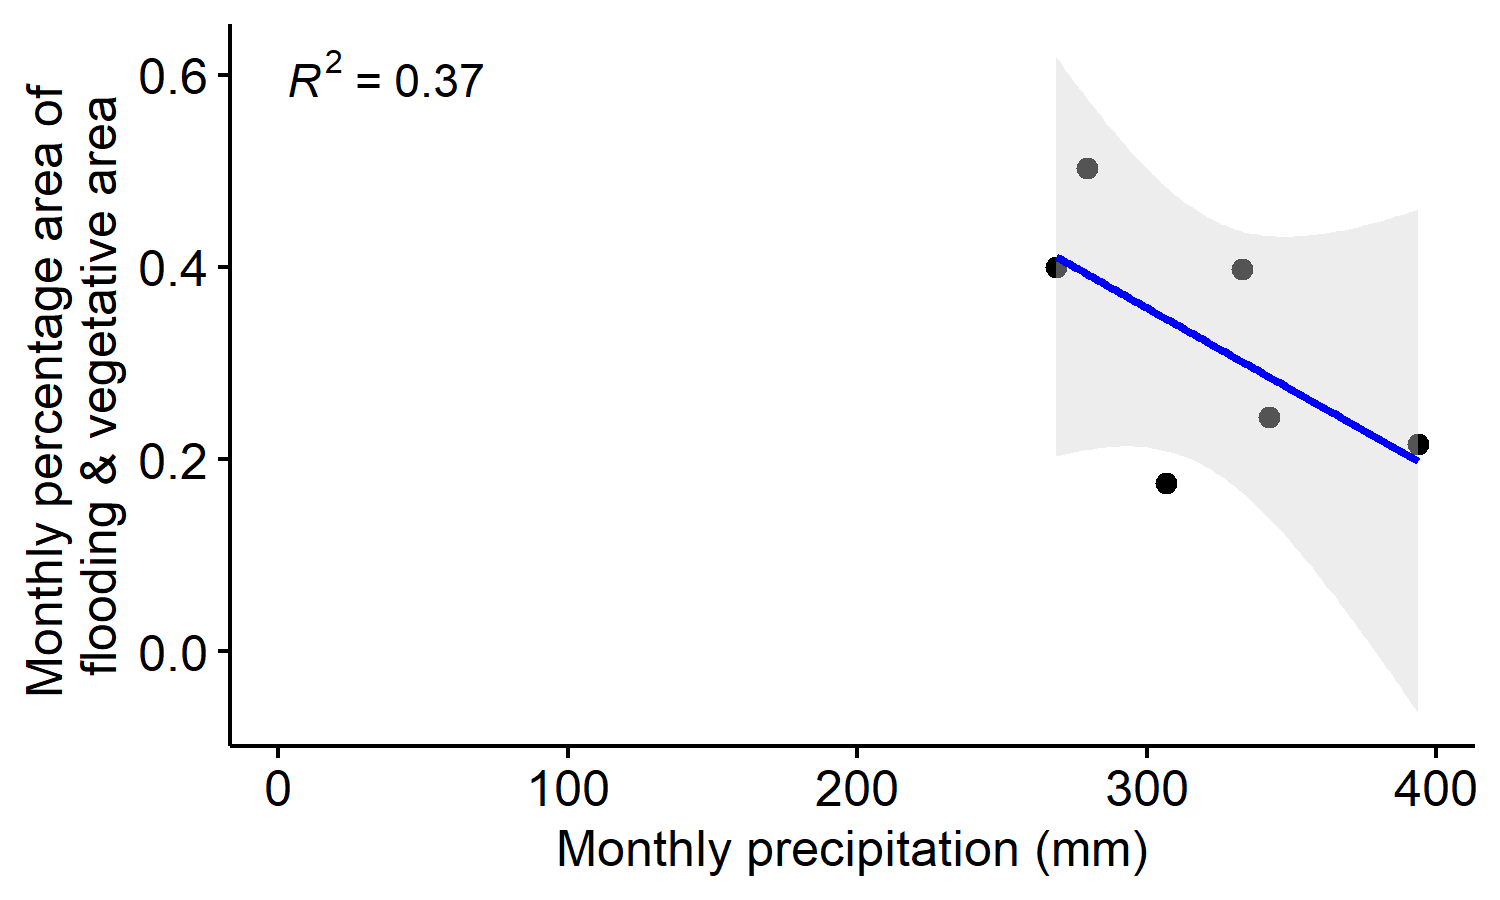 R² = 0.37
Monthly percentage area of
flooding & vegetative area
0.6
0.4
0.2
0.0
0 100 200 300 400
Monthly precipitation (mm)